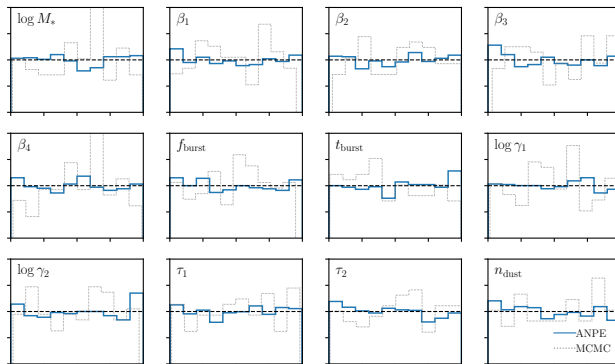 log M*
β1
β2
β3
β4
fburst
tburst
log γ1
log γ2
τ1
τ2
ndust
ANPE
MCMC